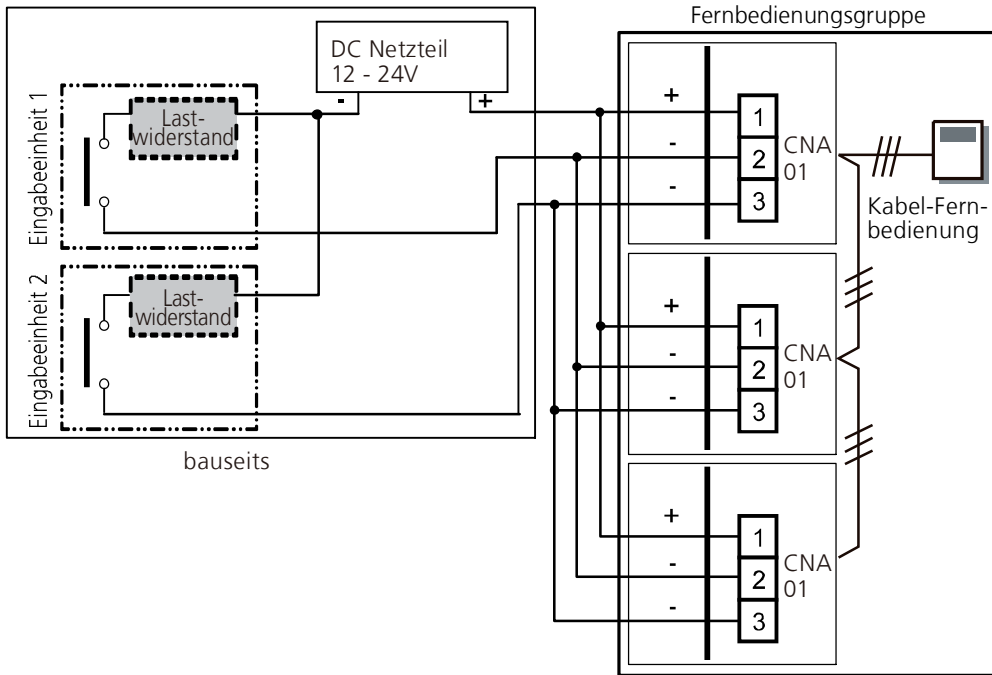 Fernbedienungsgruppe
DC Netzteil
12 - 24V
-
+
Eingabeeinheit 1
Last-
widerstand
Eingabeeinheit 2
Last-
widerstand
bauseits
+
-
-
1
2
3
CNA
01
Kabel-Fern-
bedienung
+
-
-
1
2
3
CNA
01
+
-
-
1
2
3
CNA
01